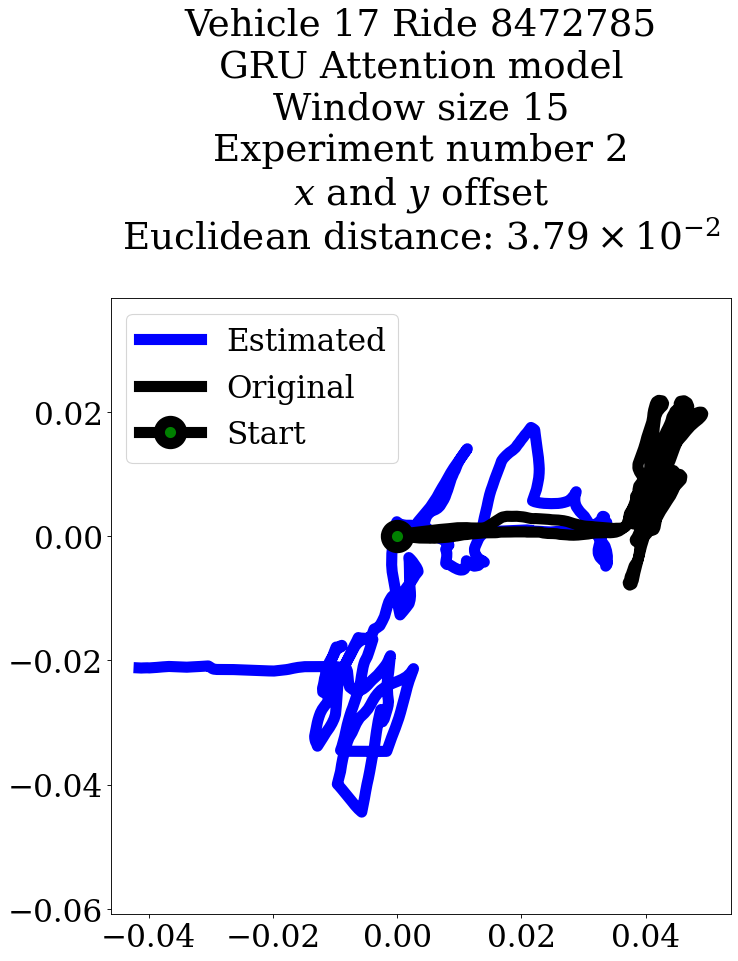 Vehicle 17 Ride 8472785
GRU Attention model
Window size 15
Experiment number 2
x and y offset
Euclidean distance: 3.79 × 10⁻²
Estimated
Original
Start
0.02
0.00
−0.02
−0.04
−0.06
−0.04 −0.02 0.00 0.02 0.04